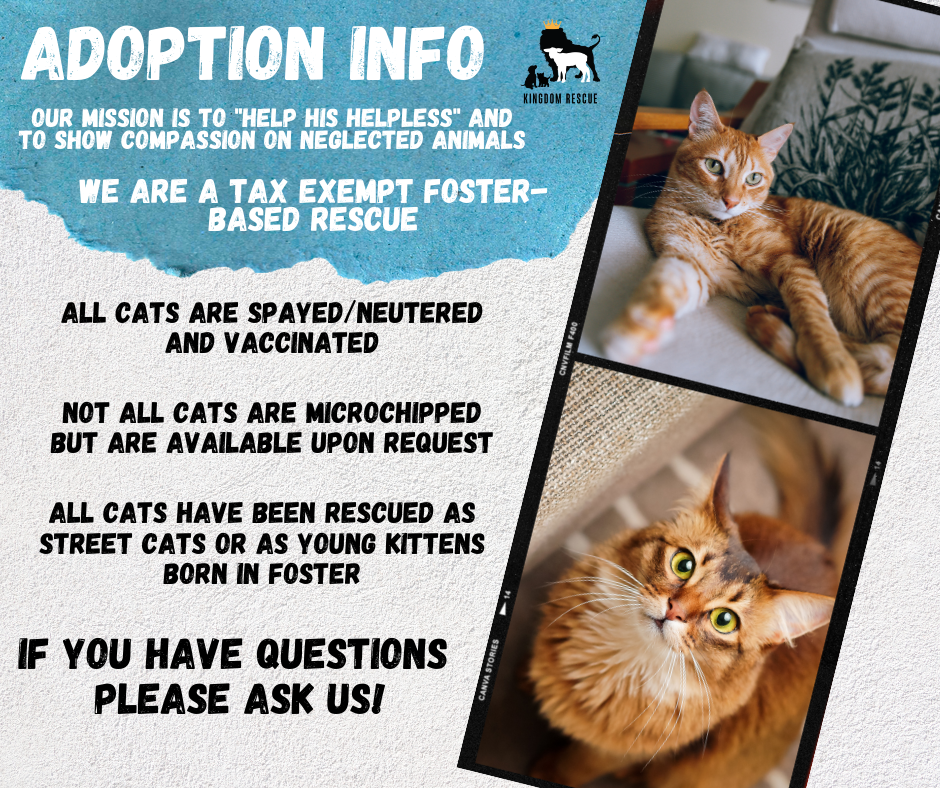 ADOPTION INFO
KINGDOM RESCUE
OUR MISSION IS TO "HELP HIS HELPLESS" AND
TO SHOW COMPASSION ON NEGLECTED ANIMALS
WE ARE A TAX EXEMPT FOSTER-
BASED RESCUE
ALL CATS ARE SPAYED/NEUTERED
AND VACCINATED
NOT ALL CATS ARE MICROCHIPPED
BUT ARE AVAILABLE UPON REQUEST
ALL CATS HAVE BEEN RESCUED AS
STREET CATS OR AS YOUNG KITTENS
BORN IN FOSTER
IF YOU HAVE QUESTIONS
PLEASE ASK US!
CNVFILM F400
14
CANVA STORIES
14